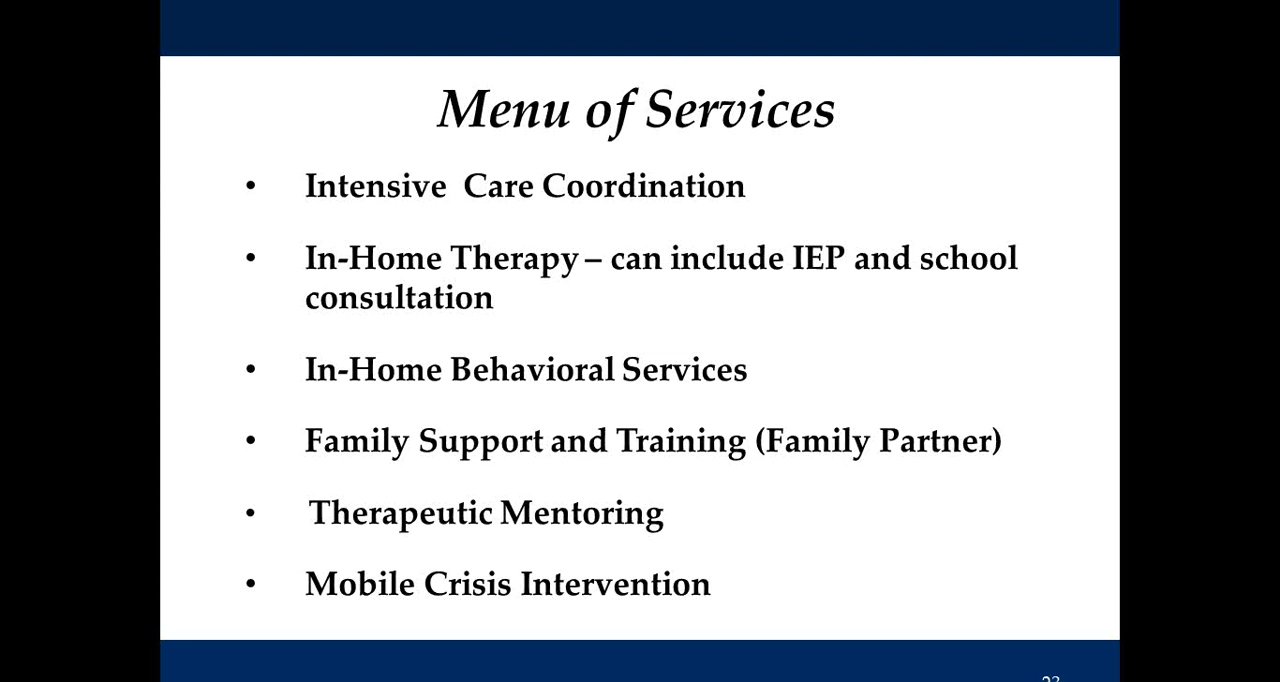 Menu of Services
• Intensive  Care Coordination
• In-Home Therapy – can include IEP and school
consultation
• In-Home Behavioral Services
• Family Support and Training (Family Partner)
• Therapeutic Mentoring
• Mobile Crisis Intervention